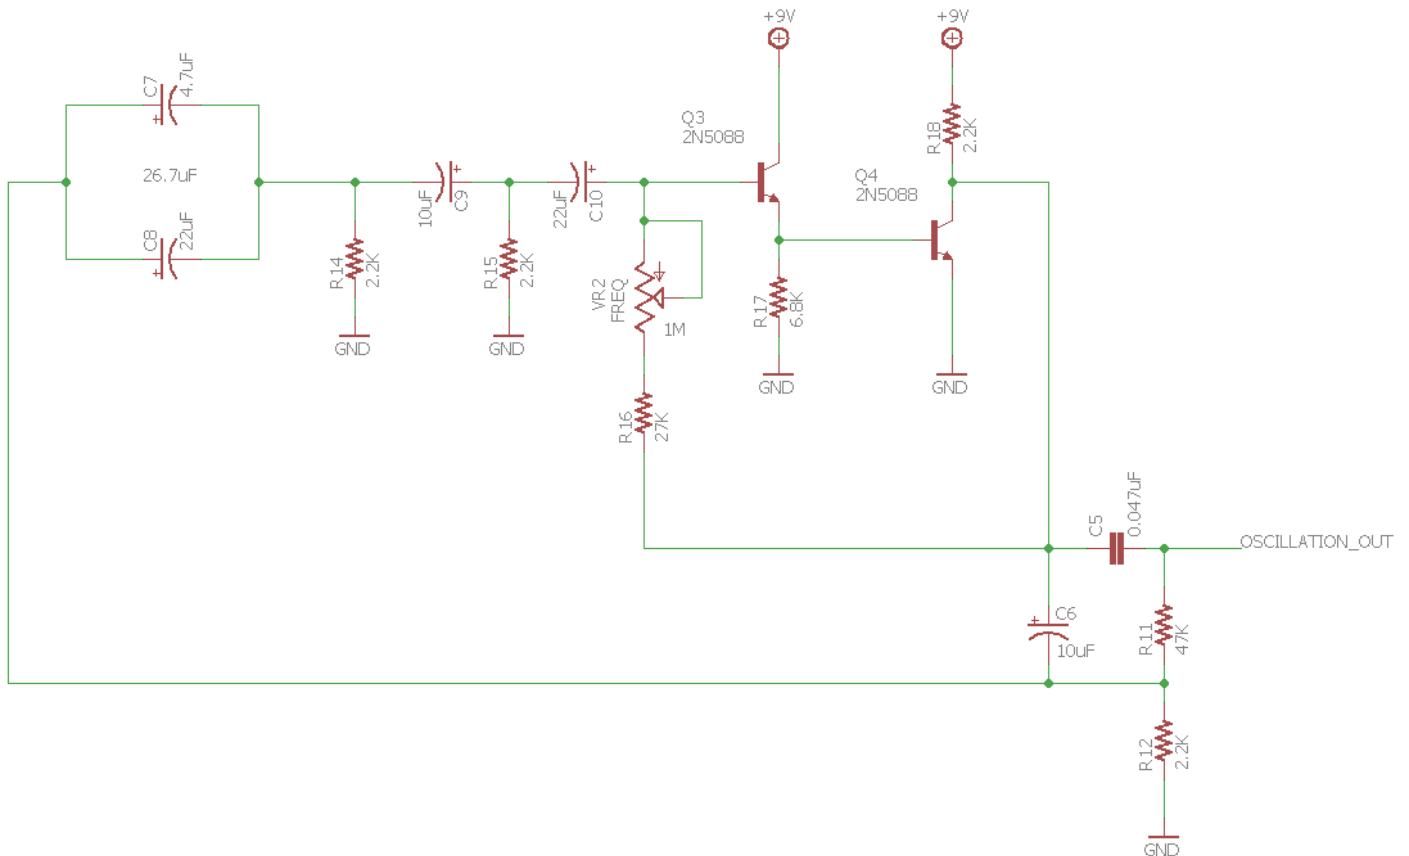 +9V
+9V
C7
4.7uF
Q3
2N5088
R18
2.2K
26.7uF
Q4
2N5088
10uF
C9
22uF
C10
C8
22uF
R14
2.2K
R15
2.2K
VR2
FREQ
1M
R17
6.8K
GND
GND
GND
GND
R16
27K
C5
0.047uF
OSCILLATION_OUT
C6
10uF
R11
47K
R12
2.2K
GND
+
+
+
+
+